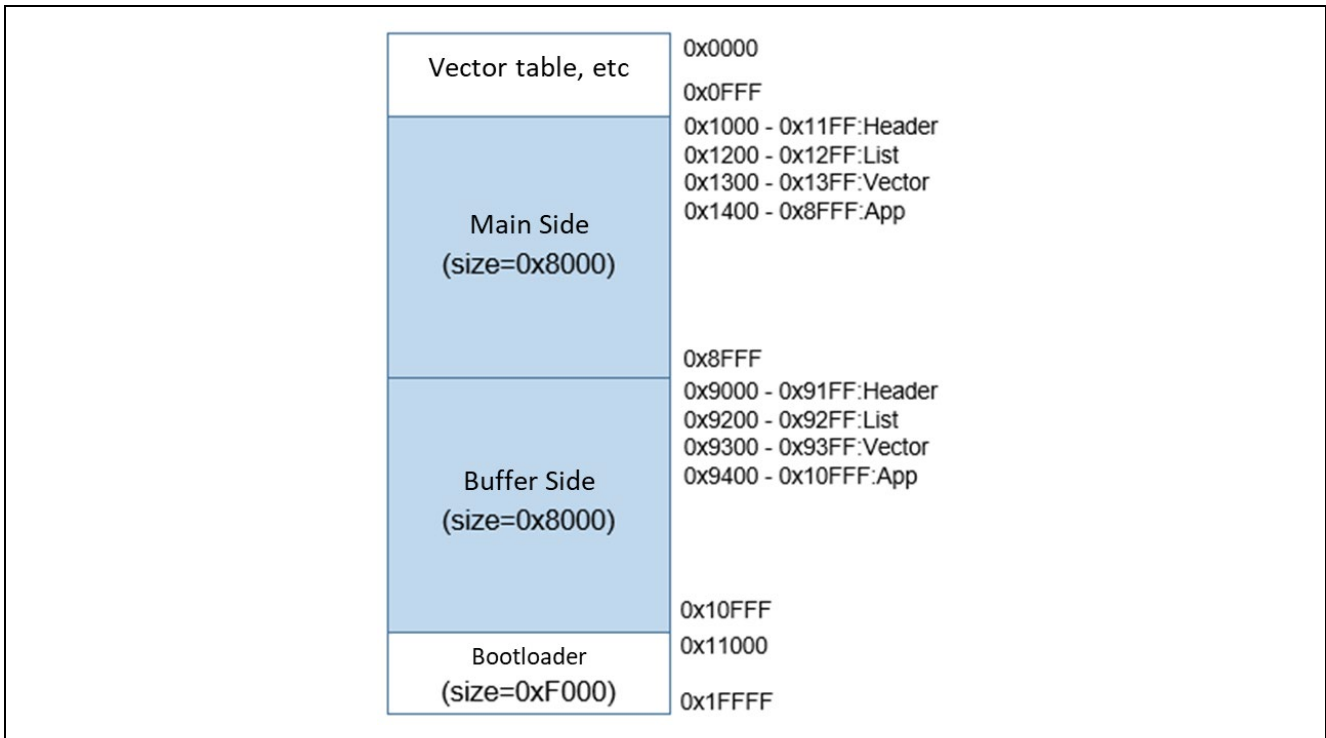 Vector table, etc
0x0000
0x0FFF
0x1000 - 0x11FF:Header
0x1200 - 0x12FF:List
0x1300 - 0x13FF:Vector
0x1400 - 0x8FFF:App
Main Side
(size=0x8000)
0x8FFF
0x9000 - 0x91FF:Header
0x9200 - 0x92FF:List
0x9300 - 0x93FF:Vector
0x9400 - 0x10FFF:App
Buffer Side
(size=0x8000)
0x10FFF
0x11000
Bootloader
(size=0xF000)
0x1FFFF